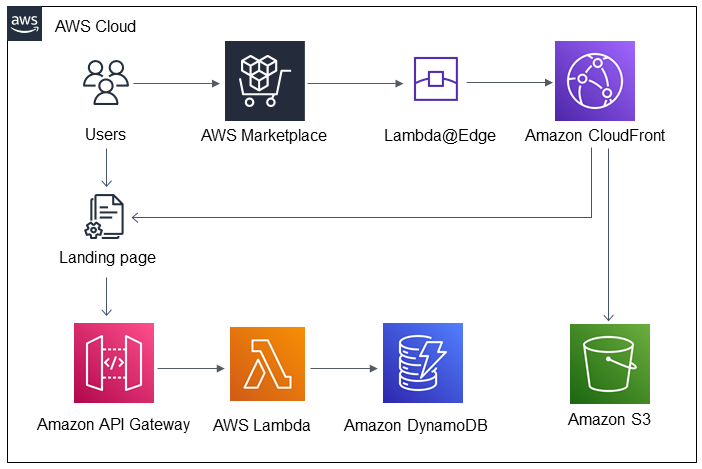 aws
AWS Cloud
Users
AWS Marketplace
Lambda@Edge
Amazon CloudFront
Landing page
</>
Amazon API Gateway
AWS Lambda
Amazon DynamoDB
Amazon S3